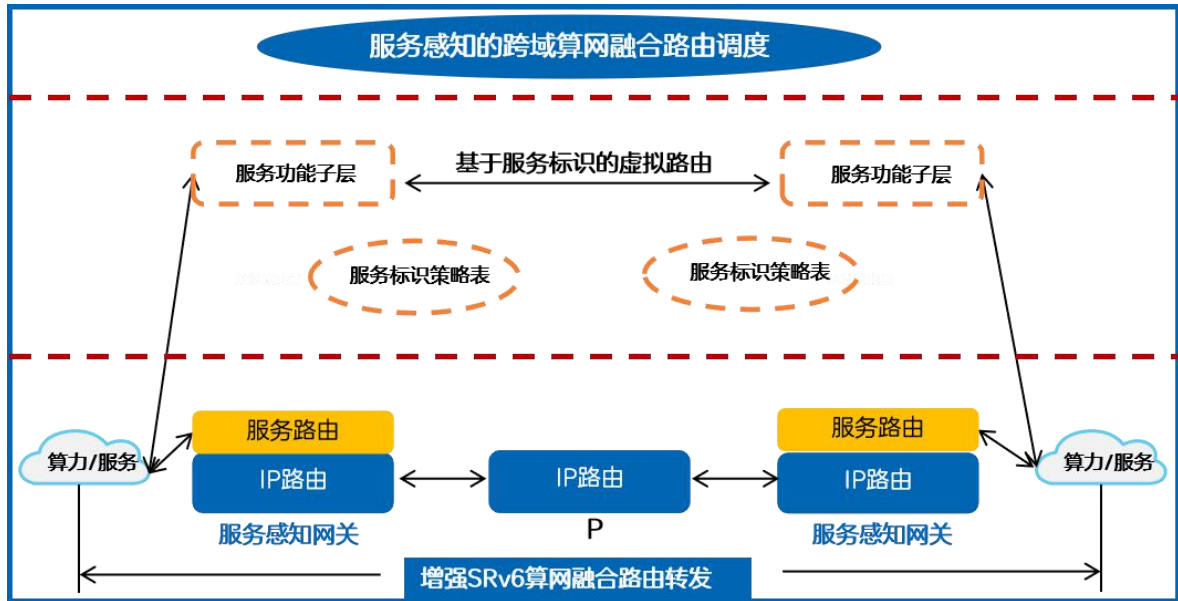 服务感知的跨域算网融合路由调度
服务功能子层
基于服务标识的虚拟路由
服务功能子层
服务标识策略表
服务标识策略表
算力/服务
服务路由
IP路由
服务感知网关
IP路由
P
服务路由
IP路由
服务感知网关
算力/服务
增强SRv6算网融合路由转发